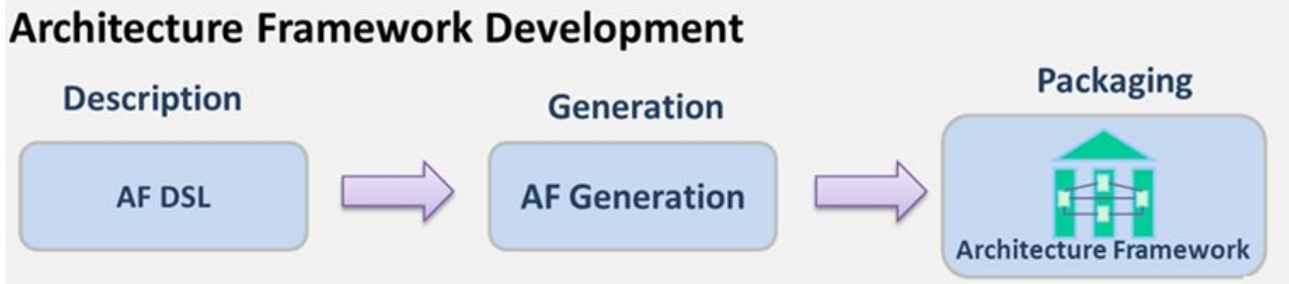 Architecture Framework Development
Description
Generation
Packaging
AF DSL
AF Generation
Architecture Framework